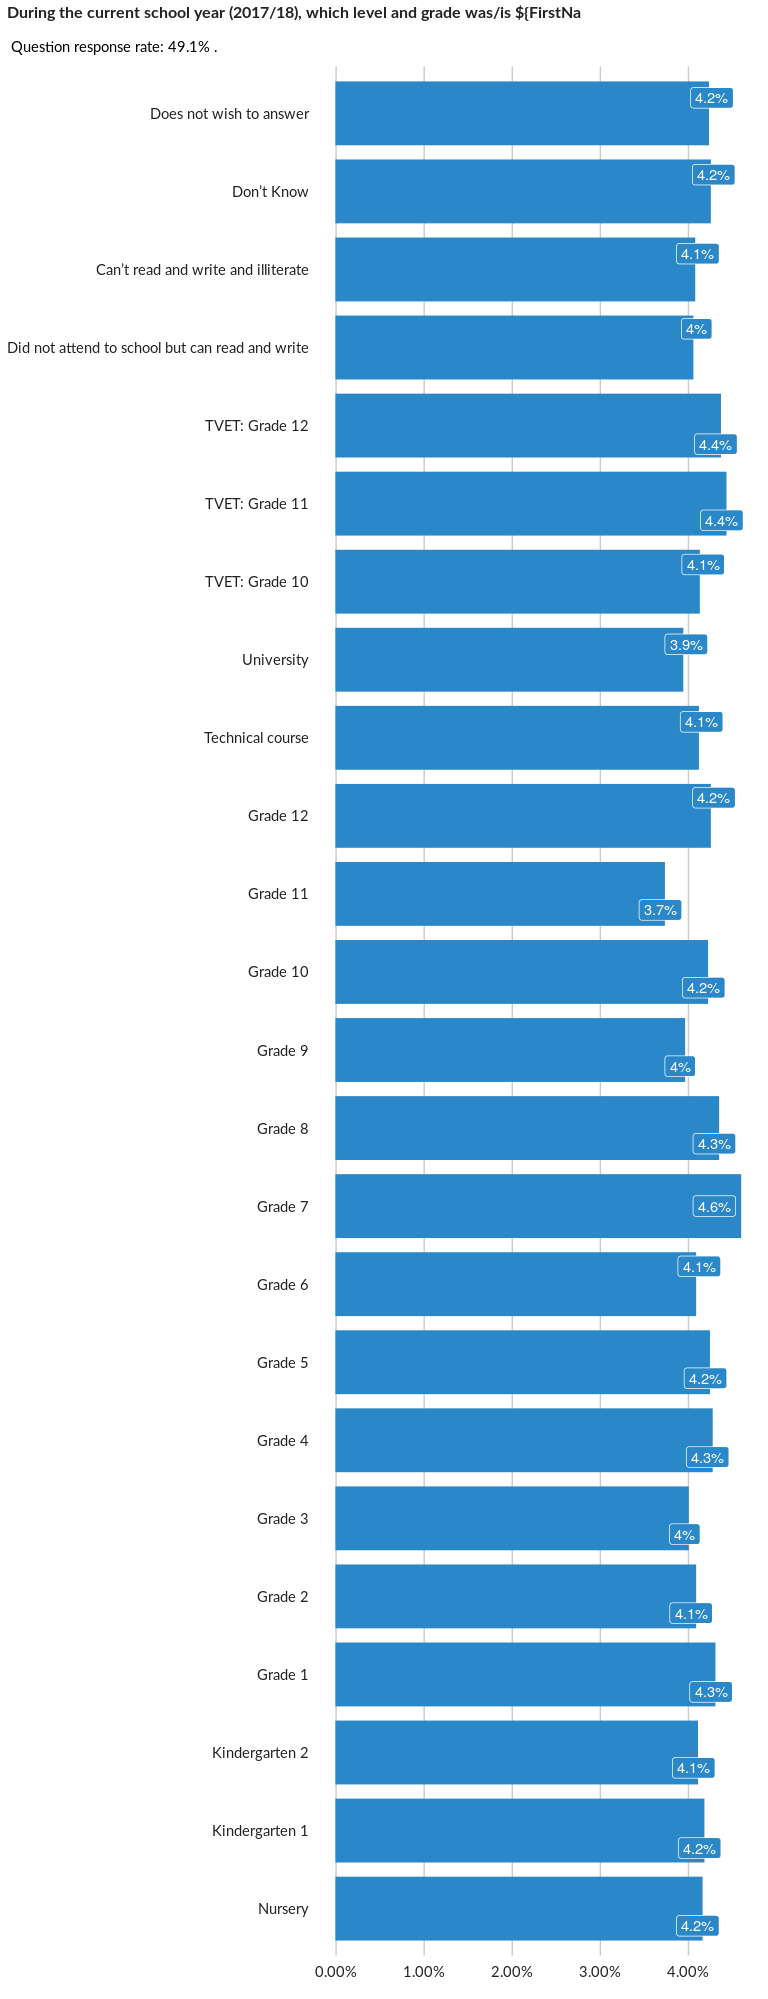 During the current school year (2017/18), which level and grade was/is ${FirstNa
Question response rate: 49.1% .
Does not wish to answer 4.2%
Don't Know 4.2%
Can't read and write and illiterate 4.1%
Did not attend to school but can read and write 4%
TVET: Grade 12 4.4%
TVET: Grade 11 4.4%
TVET: Grade 10 4.1%
University 3.9%
Technical course 4.1%
Grade 12 4.2%
Grade 11 3.7%
Grade 10 4.2%
Grade 9 4%
Grade 8 4.3%
Grade 7 4.6%
Grade 6 4.1%
Grade 5 4.2%
Grade 4 4.3%
Grade 3 4%
Grade 2 4.1%
Grade 1 4.3%
Kindergarten 2 4.1%
Kindergarten 1 4.2%
Nursery 4.2%
0.00% 1.00% 2.00% 3.00% 4.00%